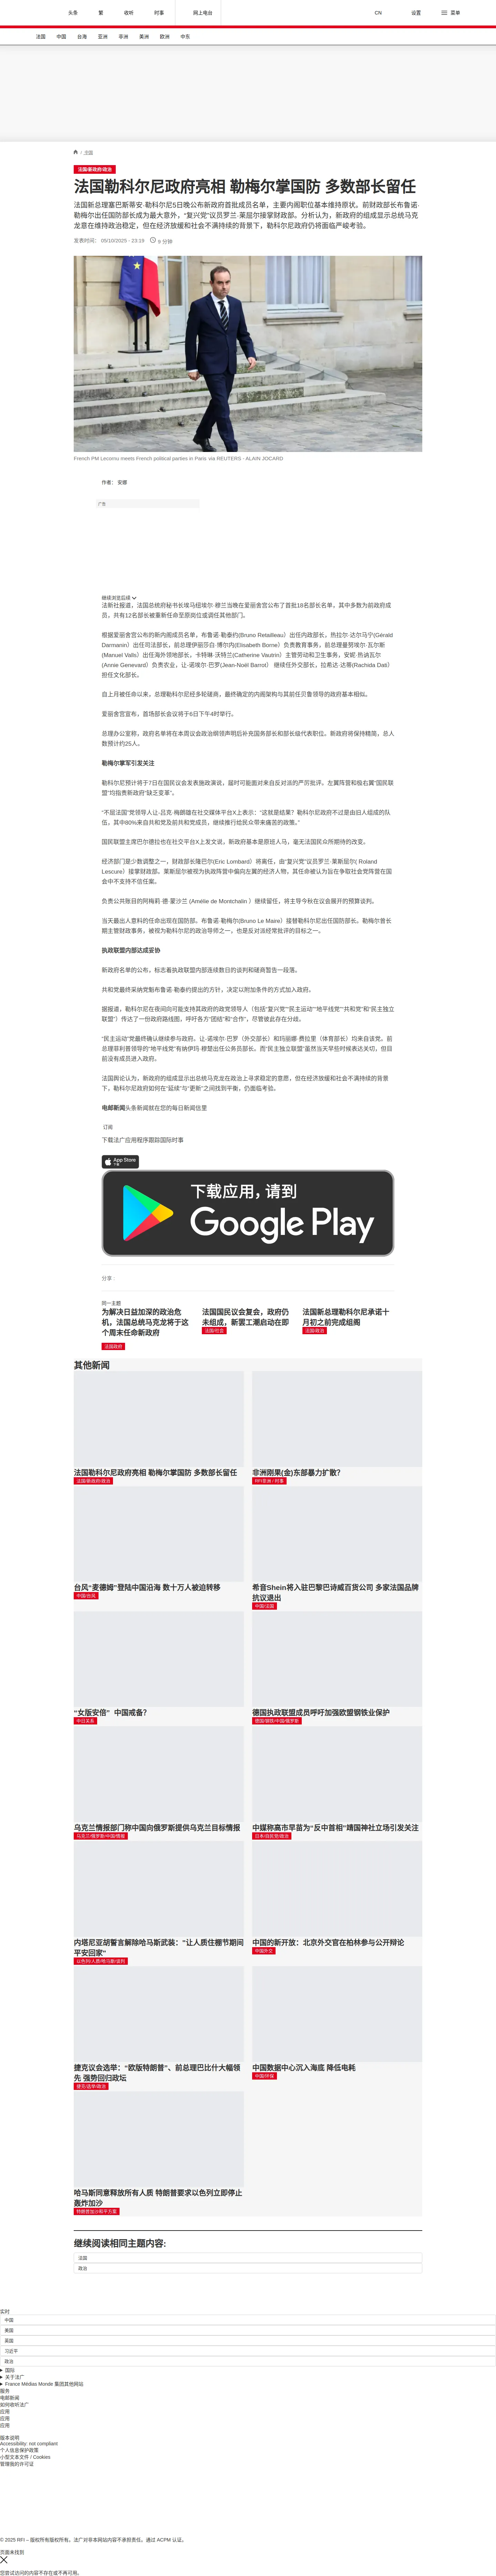 头条
繁
收听
时事
网上电台
CN
设置
菜单
法国
中国
台海
亚洲
非洲
美洲
欧洲
中东
/ 法国
法国/新政府/政治
法国勒科尔尼政府亮相 勒梅尔掌国防 多数部长留任
法国新总理塞巴斯蒂安·勒科尔尼5日晚公布新政府首批成员名单，主要内阁职位基本维持原状。前财政部长布鲁诺·
勒梅尔出任国防部长成为最大意外，“复兴党”议员罗兰·莱屈尔接掌财政部。分析认为，新政府的组成显示总统马克
龙意在维持政治稳定，但在经济放缓和社会不满持续的背景下，勒科尔尼政府仍将面临严峻考验。
发表时间： 05/10/2025 - 23:19
9 分钟
French PM Lecornu meets French political parties in Paris via REUTERS - ALAIN JOCARD
作者： 安娜
广告
继续浏览后续
法新社报道，法国总统府秘书长埃马纽埃尔·穆兰当晚在爱丽舍宫公布了首批18名部长名单。其中多数为前政府成
员，共有12名部长被重新任命至原岗位或调任其他部门。
根据爱丽舍宫公布的新内阁成员名单，布鲁诺·勒泰约(Bruno Retailleau）出任内政部长，热拉尔·达尔马宁(Gérald
Darmanin）出任司法部长，前总理伊丽莎白·博尔内(Elisabeth Borne）负责教育事务，前总理曼努埃尔·瓦尔斯
(Manuel Valls）出任海外领地部长，卡特琳·沃特兰(Catherine Vautrin）主管劳动和卫生事务，安妮·热讷瓦尔
(Annie Genevard）负责农业，让-诺埃尔·巴罗(Jean-Noël Barrot） 继续任外交部长，拉希达·达蒂(Rachida Dati）
担任文化部长。
自上月被任命以来，总理勒科尔尼经多轮磋商，最终确定的内阁架构与其前任贝鲁领导的政府基本相似。
爱丽舍宫宣布，首场部长会议将于6日下午4时举行。
总理办公室称，政府名单将在本周议会政治纲领声明后补充国务部长和部长级代表职位。新政府将保持精简，总人
数预计约25人。
勒梅尔掌军引发关注
勒科尔尼预计将于7日在国民议会发表施政演说，届时可能面对来自反对派的严厉批评。左翼阵营和极右翼“国民联
盟”均指责新政府“缺乏变革”。
“不屈法国”党领导人让-吕克·梅朗雄在社交媒体平台X上表示：“这就是结果？勒科尔尼政府不过是由旧人组成的队
伍，其中80%来自共和党及前共和党成员，继续推行给民众带来痛苦的政策。”
国民联盟主席巴尔德拉也在社交平台X上发文说，新政府基本是原班人马，毫无法国民众所期待的改变。
经济部门是少数调整之一，财政部长隆巴尔(Eric Lombard）将离任，由“复兴党”议员罗兰·莱斯屈尔( Roland
Lescure）接掌财政部。莱斯屈尔被视为执政阵营中偏向左翼的经济人物，其任命被认为旨在争取社会党阵营在国
会中不支持不信任案。
负责公共账目的阿梅莉·德·蒙沙兰 (Amélie de Montchalin ）继续留任，将主导今秋在议会展开的预算谈判。
当天最出人意料的任命出现在国防部。布鲁诺·勒梅尔(Bruno Le Maire）接替勒科尔尼出任国防部长。勒梅尔曾长
期主管财政事务，被视为勒科尔尼的政治导师之一，也是反对派经常批评的目标之一。
执政联盟内部达成妥协
新政府名单的公布，标志着执政联盟内部连续数日的谈判和磋商暂告一段落。
共和党最终采纳党魁布鲁诺·勒泰约提出的方针，决定以附加条件的方式加入政府。
据报道，勒科尔尼在夜间向可能支持其政府的政党领导人（包括“复兴党”“民主运动”“地平线党”“共和党”和“民主独立
联盟”）传达了一份政府路线图，呼吁各方“团结”和“合作”，尽管彼此存在分歧。
“民主运动”党最终确认继续参与政府。让-诺埃尔·巴罗（外交部长）和玛丽娜·费拉里（体育部长）均来自该党。前
总理菲利普领导的“地平线党”有纳伊玛·穆楚出任公务员部长。而“民主独立联盟”虽然当天早些时候表达关切，但目
前没有成员进入政府。
法国舆论认为，新政府的组成显示出总统马克龙在政治上寻求稳定的意愿，但在经济放缓和社会不满持续的背景
下，勒科尔尼政府如何在“延续”与“更新”之间找到平衡，仍面临考验。
电邮新闻头条新闻就在您的每日新闻信里
订阅
下载法广应用程序跟踪国际时事
App Store
下载
下载应用，请到
Google Play
分享 :
同一主题
为解决日益加深的政治危
机，法国总统马克龙将于这
个周末任命新政府
法国政府
法国国民议会复会，政府仍
未组成，新罢工潮启动在即
法国/社会
法国新总理勒科尔尼承诺十
月初之前完成组阁
法国/政治
其他新闻
法国勒科尔尼政府亮相 勒梅尔掌国防 多数部长留任
法国/新政府/政治
非洲刚果(金)东部暴力扩散？
RFI非洲 / 时事
台风"麦德姆"登陆中国沿海 数十万人被迫转移
中国/台风
希音Shein将入驻巴黎巴诗威百货公司 多家法国品牌
抗议退出
中国/法国
“女版安倍” 中国戒备？
中日关系
德国执政联盟成员呼吁加强欧盟钢铁业保护
德国/钢铁/中国/俄罗斯
乌克兰情报部门称中国向俄罗斯提供乌克兰目标情报
乌克兰/俄罗斯/中国/情报
中媒称高市早苗为“反中首相”靖国神社立场引发关注
日本/自民党/政治
内塔尼亚胡誓言解除哈马斯武装：“让人质住棚节期间
平安回家”
以色列/人质/哈马斯/谈判
中国的新开放：北京外交官在柏林参与公开辩论
中国外交
捷克议会选举：“欧版特朗普”、前总理巴比什大幅领
先 强势回归政坛
捷克/选举/政治
中国数据中心沉入海底 降低电耗
中国/环保
哈马斯同意释放所有人质 特朗普要求以色列立即停止
轰炸加沙
特朗普加沙和平方案
继续阅读相同主题内容:
法国
政治
实时
中国
美国
英国
习近平
政治
国际
关于法广
France Médias Monde 集团其他网站
服务
电邮新闻
如何收听法广
应用
应用
应用
版本说明
Accessibility: not compliant
个人信息保护政策
小型文本文件 / Cookies
管理我的许可证
© 2025 RFI – 版权所有版权所有。法广对非本网站内容不承担责任。通过 ACPM 认证。
页面未找到
您尝试访问的内容不存在或不再可用。